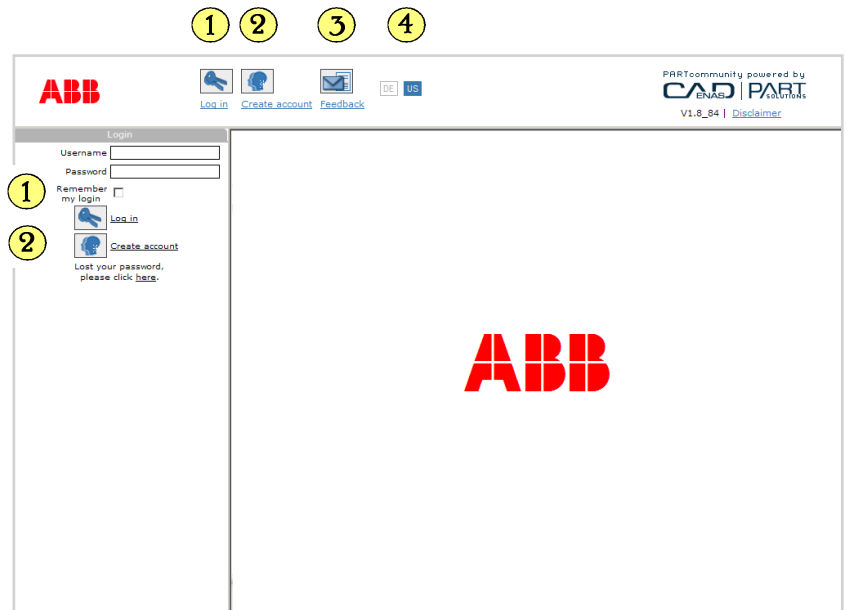 1 2 3 4
ABB
Log in Create account Feedback DE US
PARTcommunity powered by
CADENAS PARTsolutions
V1.8_84 | Disclaimer
Login
Username
Password
1
Remember
my login
Log in
2
Create account
Lost your password,
please click here.
ABB